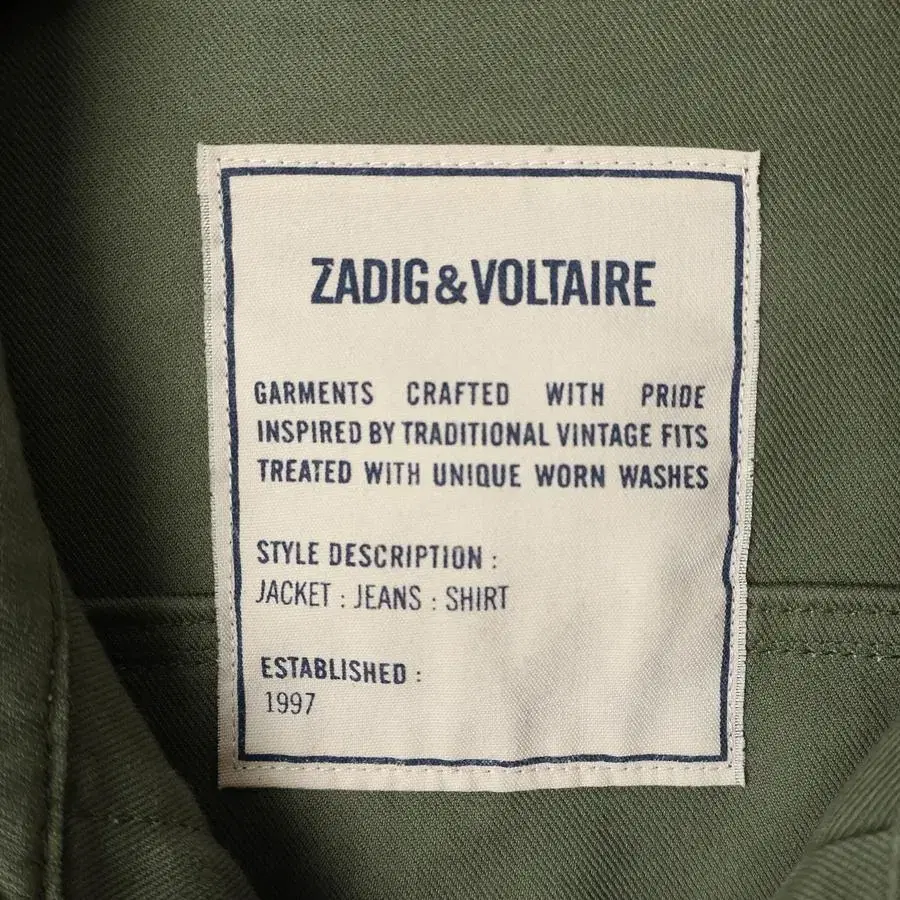 ZADIG&VOLTAIRE
GARMENTS CRAFTED WITH PRIDE
INSPIRED BY TRADITIONAL VINTAGE FITS
TREATED WITH UNIQUE WORN WASHES
STYLE DESCRIPTION :
JACKET : JEANS : SHIRT
ESTABLISHED :
1997